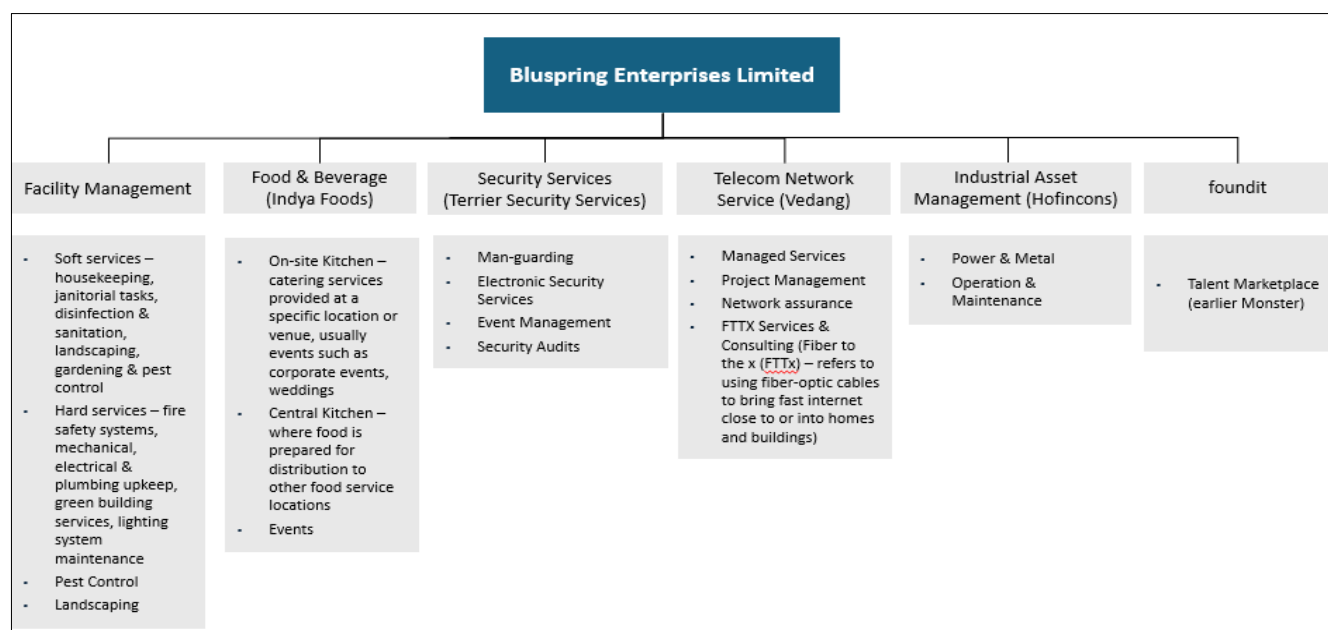 Bluspring Enterprises Limited
Facility Management
Food & Beverage
(Indya Foods)
Security Services
(Terrier Security Services)
Telecom Network
Service (Vedang)
Industrial Asset
Management (Hofincons)
foundit
- Soft services –
housekeeping,
janitorial tasks,
disinfection &
sanitation,
landscaping,
gardening & pest
control
- Hard services – fire
safety systems,
mechanical,
electrical &
plumbing upkeep,
green building
services, lighting
system
maintenance
- Pest Control
- Landscaping
- On-site Kitchen –
catering services
provided at a
specific location or
venue, usually
events such as
corporate events,
weddings
- Central Kitchen –
where food is
prepared for
distribution to
other food service
locations
- Events
- Man-guarding
- Electronic Security
Services
- Event Management
- Security Audits
- Managed Services
- Project Management
- Network assurance
- FTTX Services &
Consulting (Fiber to
the x (FTTx) – refers to
using fiber-optic cables
to bring fast internet
close to or into homes
and buildings)
- Power & Metal
- Operation &
Maintenance
- Talent Marketplace
(earlier Monster)